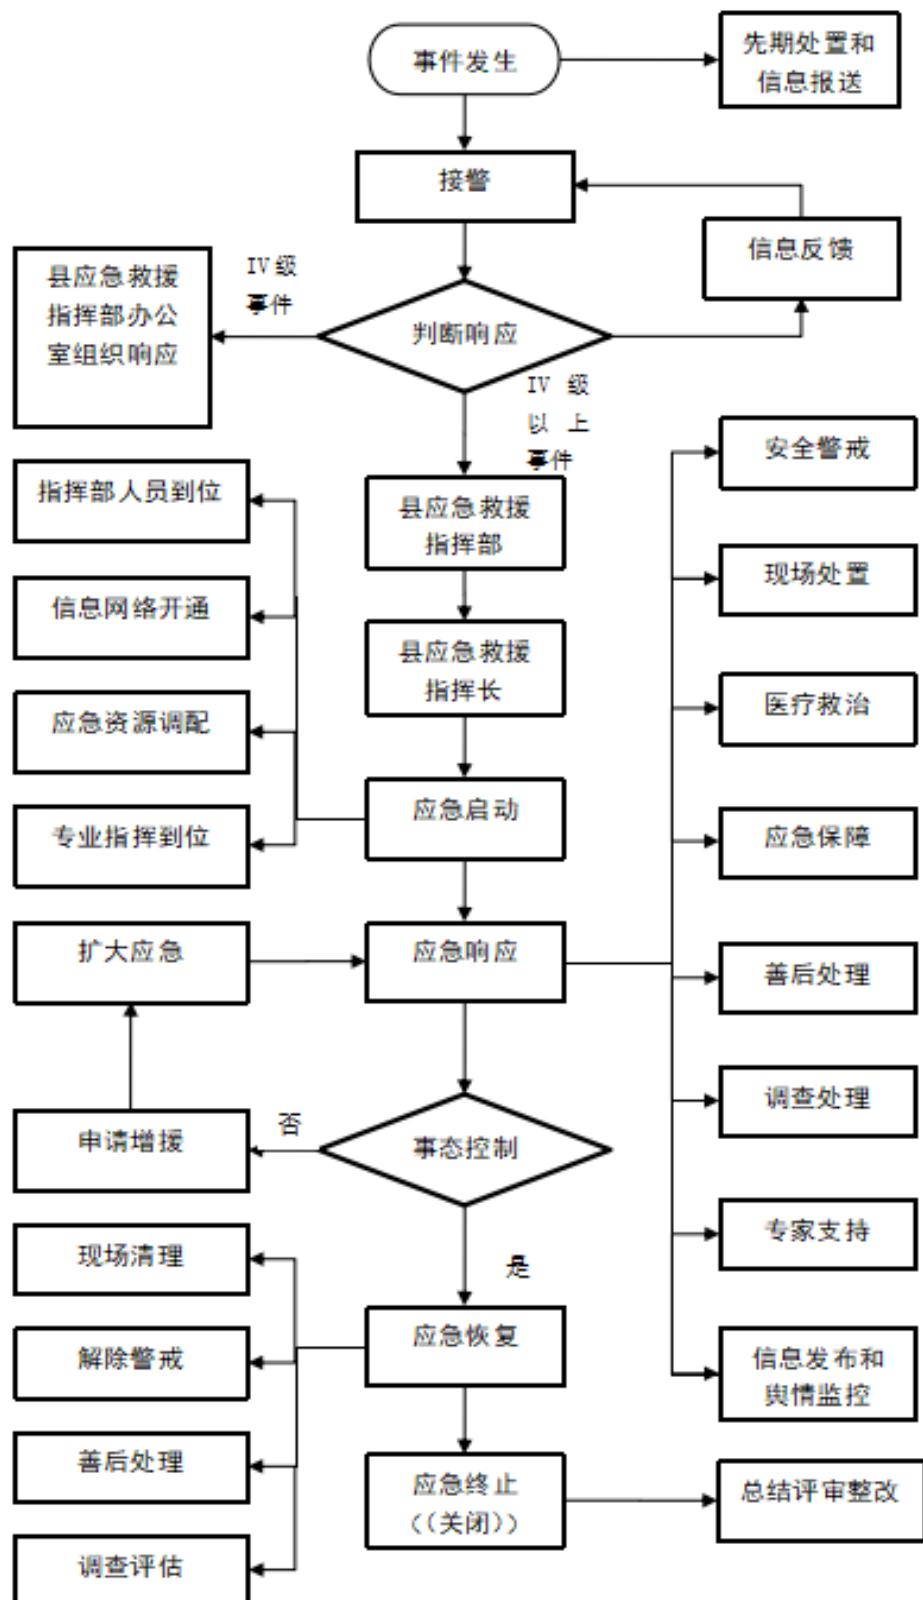 事件发生
先期处置和
信息报送
接警
信息反馈
县应急救援
指挥部办公
室组织响应
IV级
事件
判断响应
IV 级
以 上
事件
安全警戒
指挥部人员到位
县应急救援
指挥部
现场处置
信息网络开通
县应急救援
指挥长
医疗救治
应急资源调配
应急启动
专业指挥到位
应急保障
扩大应急
应急响应
善后处理
调查处理
申请增援
否
事态控制
专家支持
现场清理
是
应急恢复
解除警戒
信息发布和
舆情监控
善后处理
应急终止
((关闭))
总结评审整改
调查评估